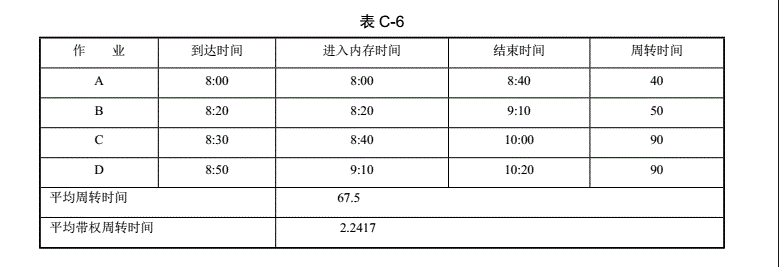 表 C-6
作 业 到达时间 进入内存时间 结束时间 周转时间
A 8:00 8:00 8:40 40
B 8:20 8:20 9:10 50
C 8:30 8:40 10:00 90
D 8:50 9:10 10:20 90
平均周转时间 67.5
平均带权周转时间 2.2417